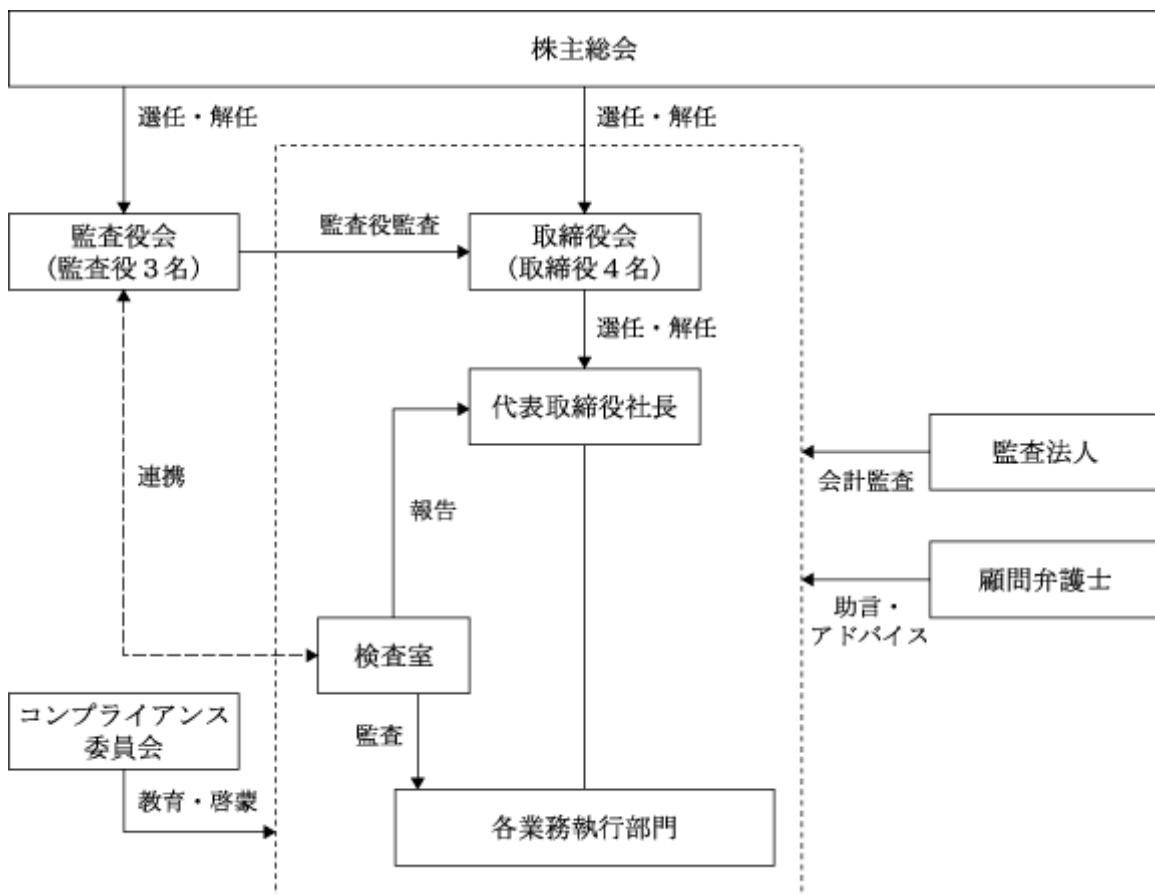 株主総会
選任・解任
選任・解任
監査役会
（監査役３名）
監査役監査
取締役会
（取締役４名）
選任・解任
代表取締役社長
監査法人
会計監査
連携
報告
顧問弁護士
助言・
アドバイス
検査室
コンプライアンス
委員会
監査
教育・啓蒙
各業務執行部門